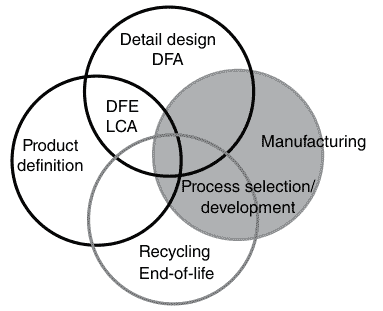 Detail design
DFA
DFE
LCA
Product
definition
Manufacturing
Process selection/
development
Recycling
End-of-life